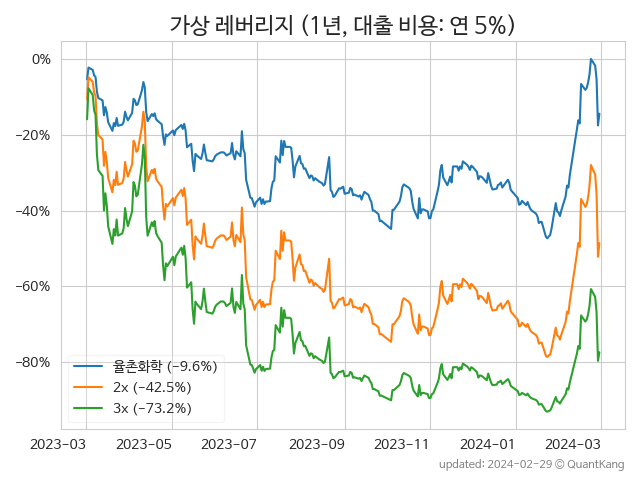 가상 레버리지 (1년, 대출 비용: 연 5%)
0%
−20%
−40%
−60%
−80%
율촌화학 (−9.6%)
2x (−42.5%)
3x (−73.2%)
2023-03 2023-05 2023-07 2023-09 2023-11 2024-01 2024-03
updated: 2024-02-29 © QuantKang